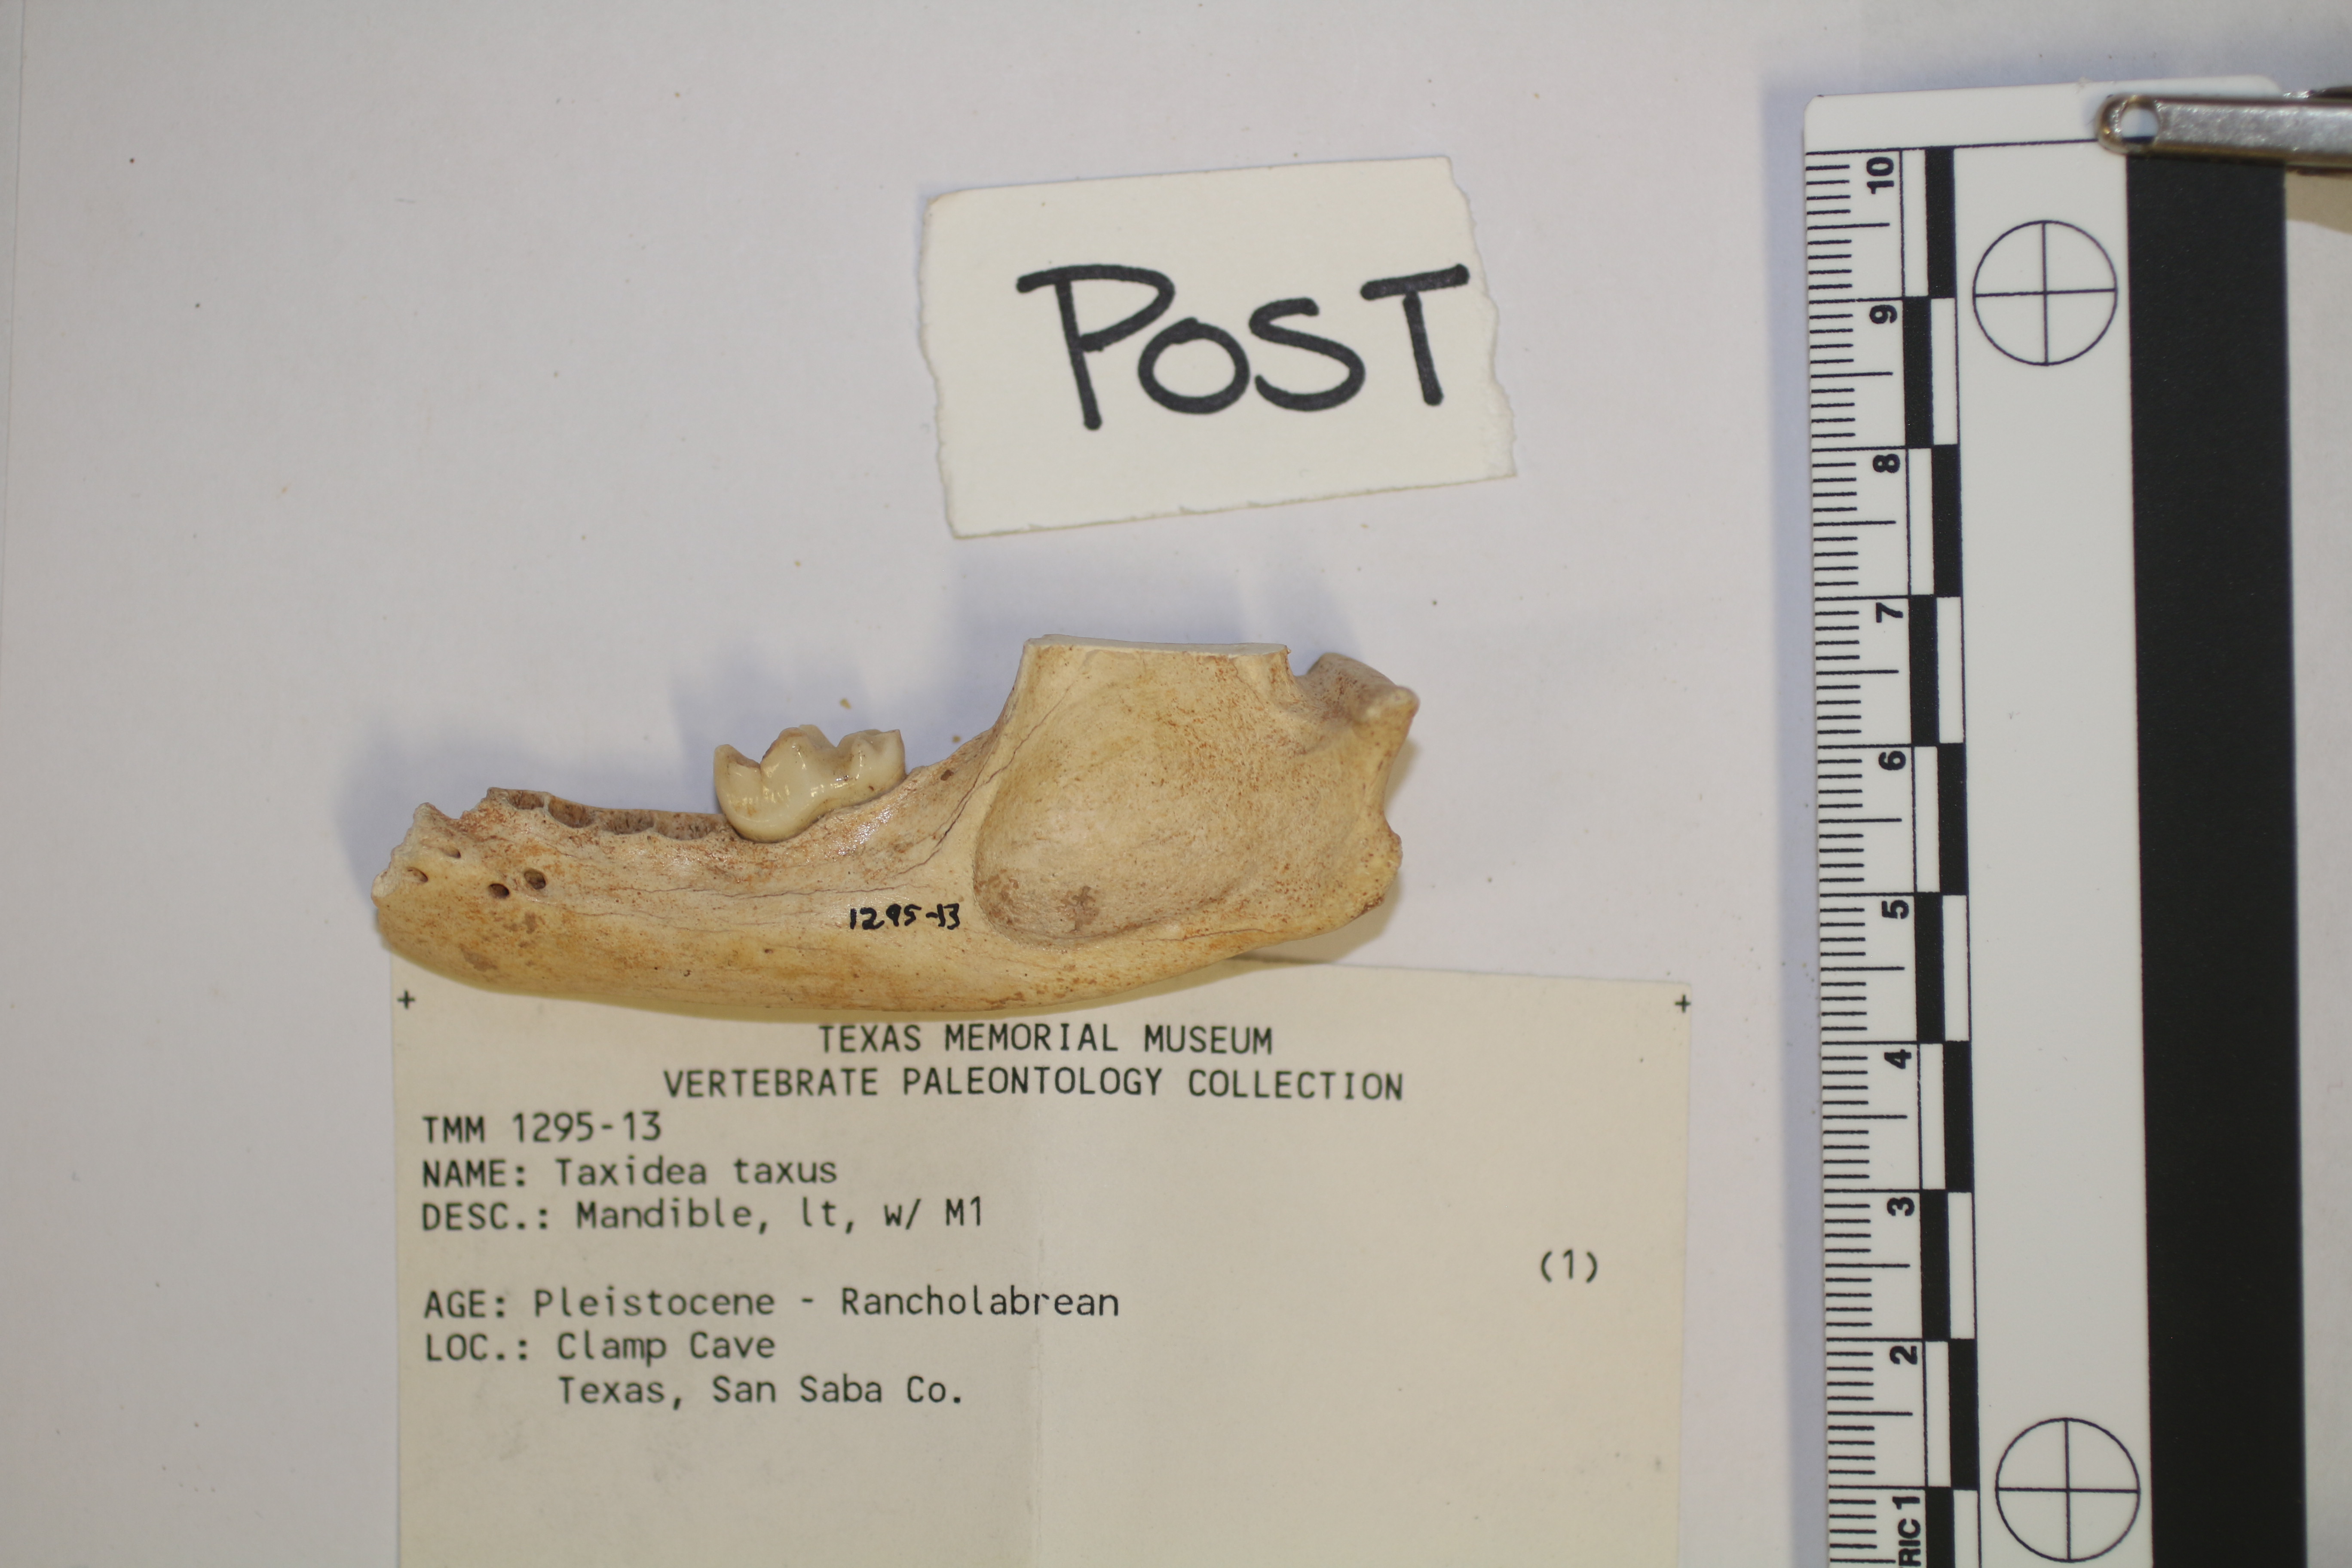 TEXAS MEMORIAL MUSEUM
VERTEBRATE PALEONTOLOGY COLLECTION
TMM 1295-13
NAME: Taxidea taxus
DESC.: Mandible, lt, w/ M1
(1)
AGE: Pleistocene - Rancholabrean
LOC.: Clamp Cave
Texas, San Saba Co.
1295-13
POST
RIC 1 2 3 4 5 6 7 8 9 10